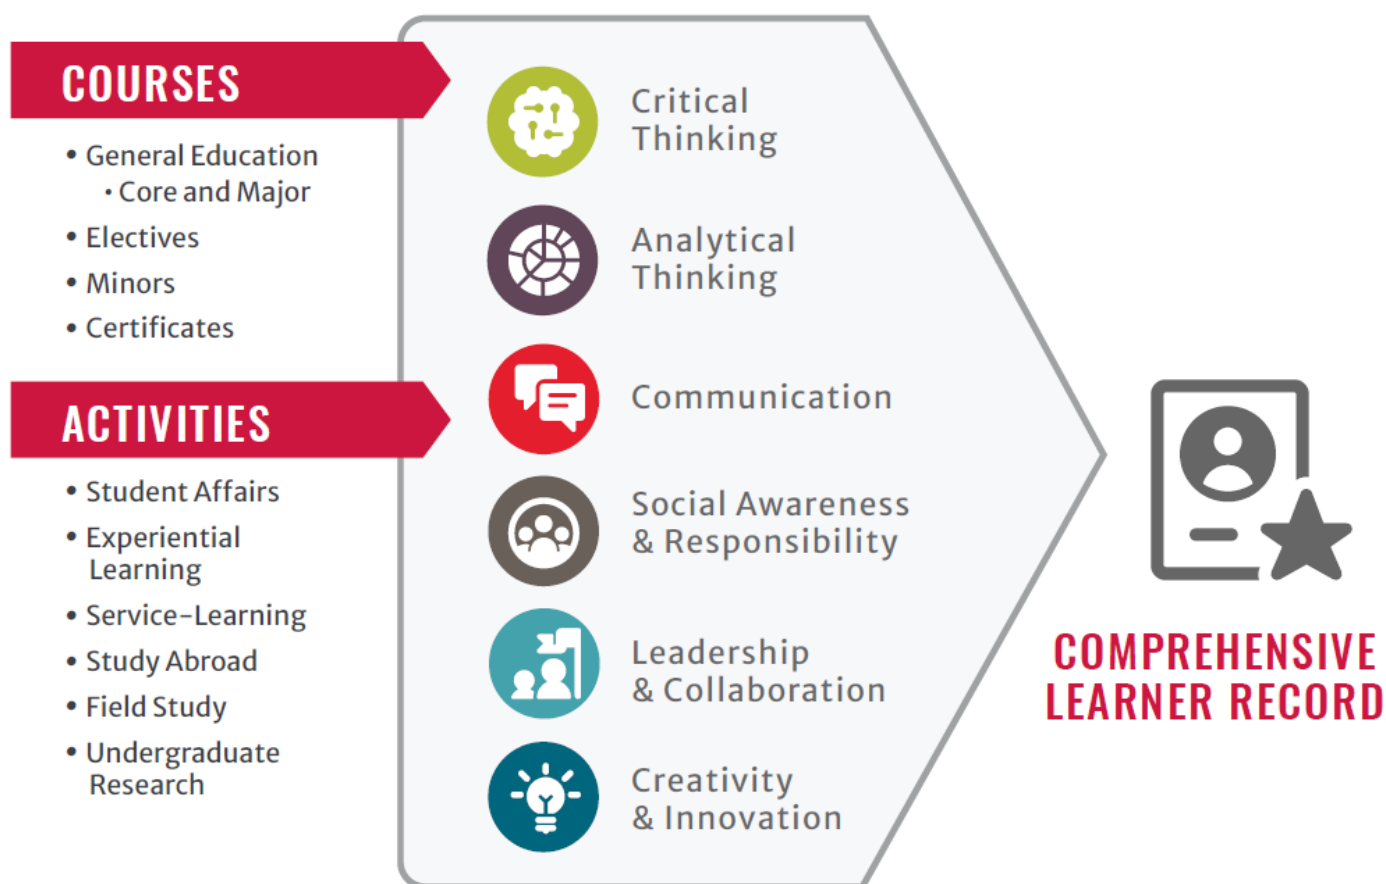 COURSES
• General Education
• Core and Major
• Electives
• Minors
• Certificates
ACTIVITIES
• Student Affairs
• Experiential
Learning
• Service-Learning
• Study Abroad
• Field Study
• Undergraduate
Research
Critical
Thinking
Analytical
Thinking
Communication
Social Awareness
& Responsibility
Leadership
& Collaboration
Creativity
& Innovation
COMPREHENSIVE
LEARNER RECORD